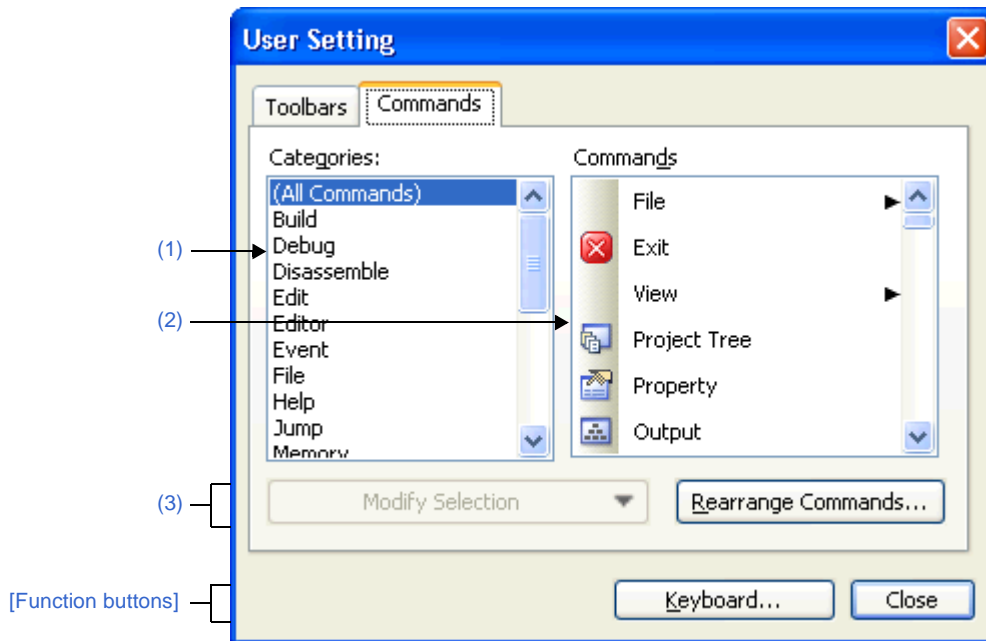 User Setting
Toolbars
Commands
Categories:
(All Commands)
Build
Debug
Disassemble
Edit
Editor
Event
File
Help
Jump
Memory
Commands
File
Exit
View
Project Tree
Property
Output
(1)
(2)
(3)
Modify Selection
Rearrange Commands...
[Function buttons]
Keyboard...
Close